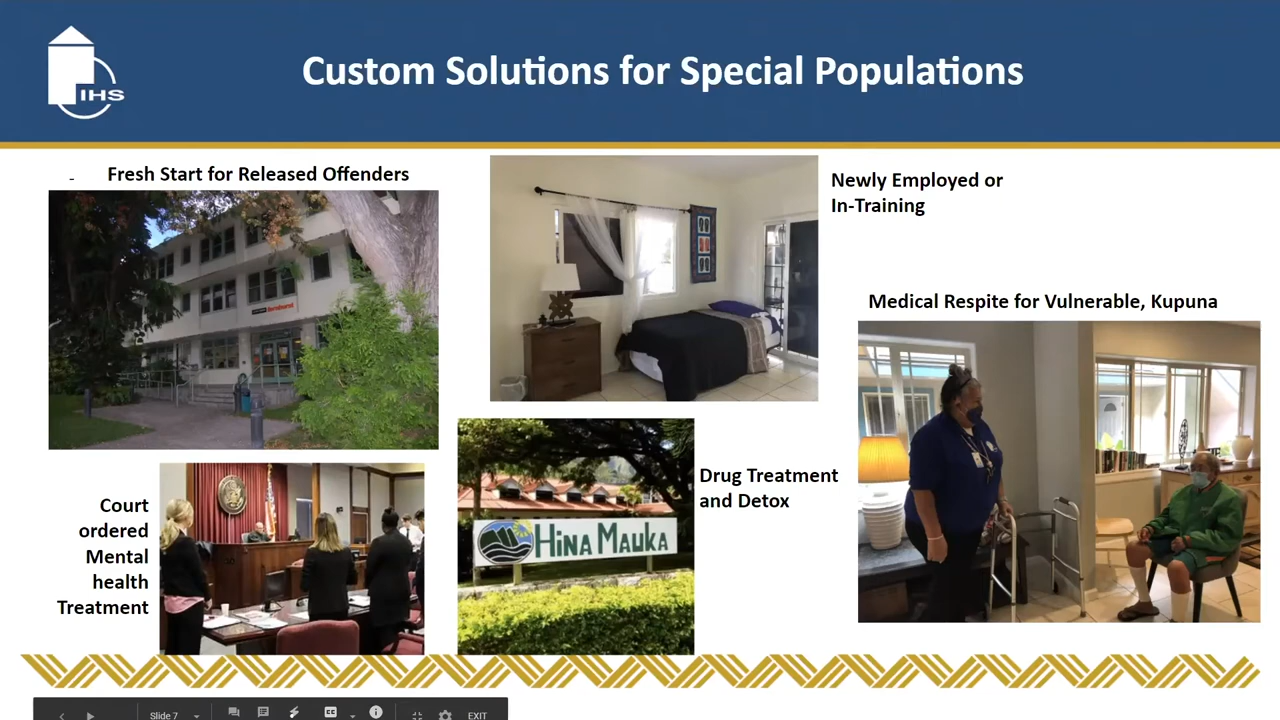 IHS
Custom Solutions for Special Populations
- Fresh Start for Released Offenders
Newly Employed or
In-Training
Medical Respite for Vulnerable, Kupuna
Court
ordered
Mental
health
Treatment
HINA MAUKA
Drug Treatment
and Detox
Slide 7
CC
EXIT